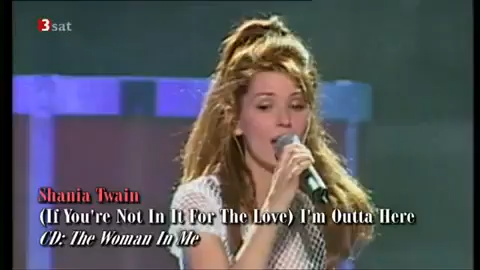 3sat
Shania Twain
(If You're Not In It For The Love) I'm Outta Here
CD: The Woman In Me